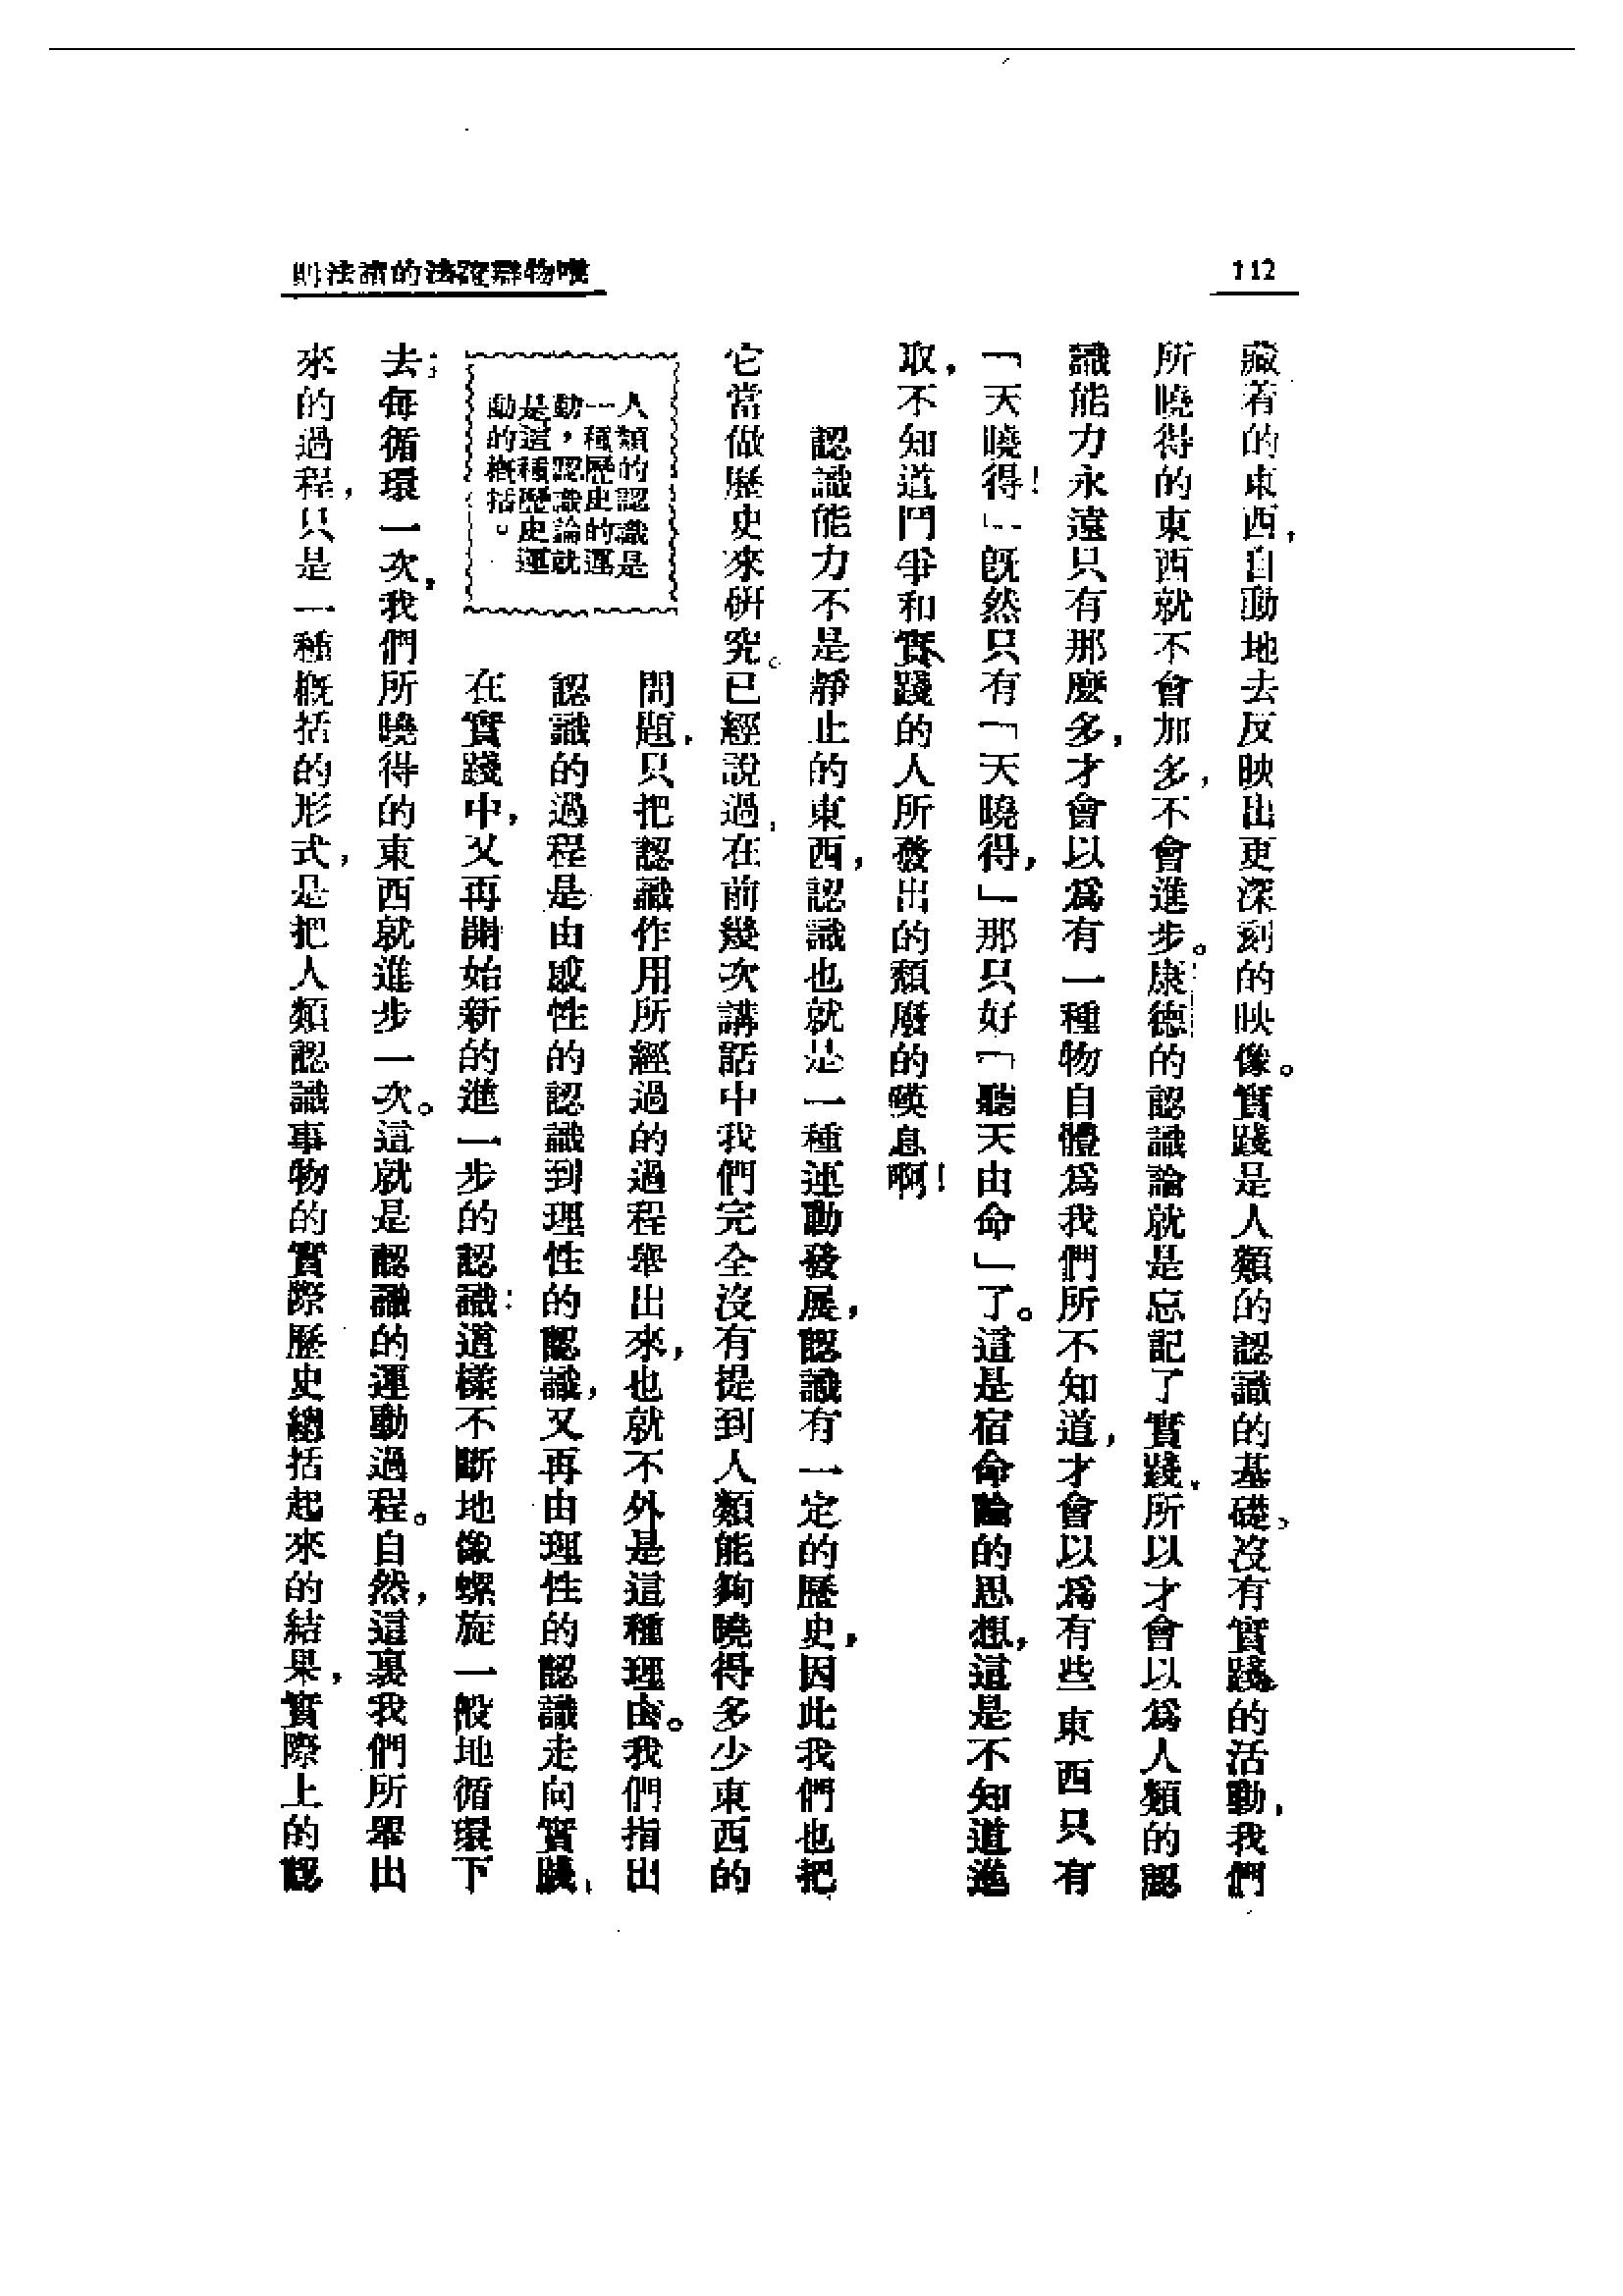 112
唯物辯證法的諸法則
藏著的東西，自動地去反映出更深刻的映像。實踐是人類的認識的基礎，沒有實踐的活動，我們
所曉得的東西就不會加多，不會進步。康德的認識論就是忘記了實踐，所以才會以為人類的認
識能力永遠只有那麼多，才會以為有一種物自體為我們所不知道，才會以為有些東西只有
「天曉得！」既然只有「天曉得，」那只好「聽天由命」了。這是宿命論的思想，這是不知道進
取，不知道鬥爭和實踐的人所發出的頹廢的嘆息啊！
認識能力不是靜止的東西，認識也就是一種運動發展，認識有一定的歷史，因此我們也把
它當做歷史來研究。已經說過，在前幾次講話中我們完全沒有提到人類能夠曉得多少東西的
人類的認識是
一種歷史的運
動，認識論就
是這種歷史運
動的概括。
問題，只把認識作用所經過的過程舉出來，也就不外是這種理由。我們指出
認識的過程是由感性的認識到理性的認識，又再由理性的認識走向實踐，
在實踐中，又再開始新的進一步的認識：這樣不斷地像螺旋一般地循環下
去；每循環一次，我們所曉得的東西就進步一次。這就是認識的運動過程。自然，這裏我們所舉出
來的過程，只是一種概括的形式，是把人類認識事物的實際歷史總括起來的結果，實際上的認